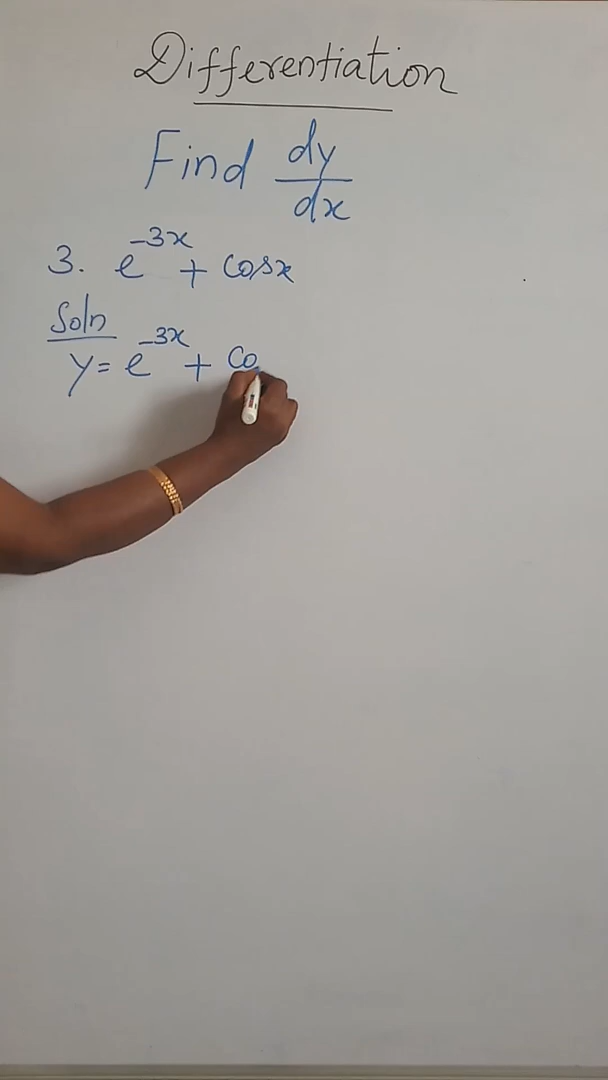 Differentiation
Find dy/dx
3. e^-3x + cosx
Soln
y = e^-3x + co